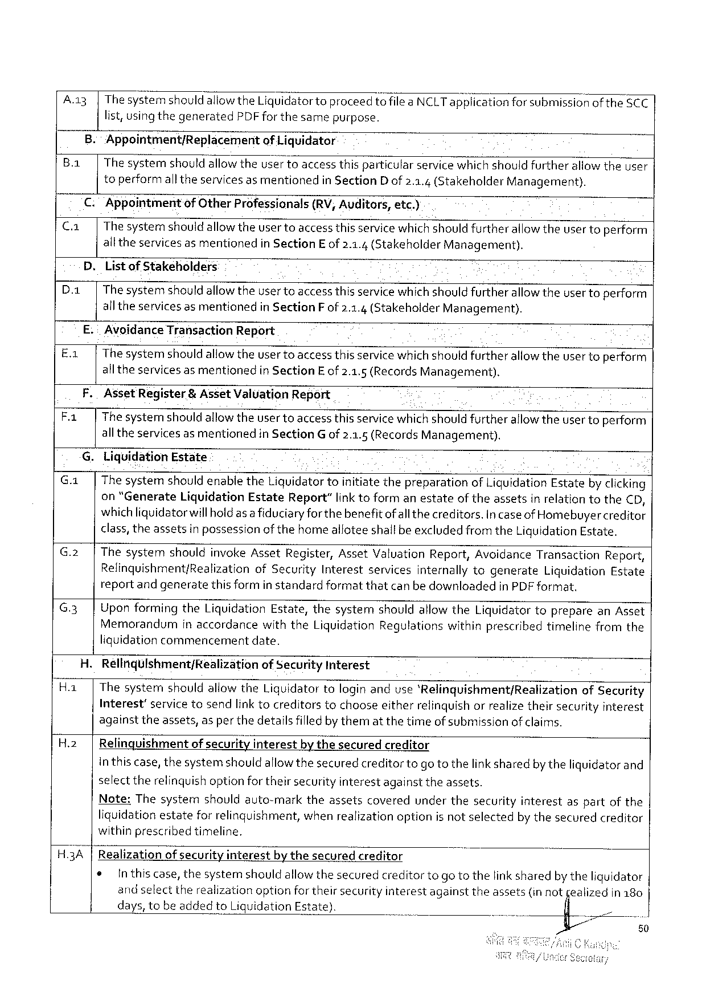 A.13 The system should allow the Liquidator to proceed to file a NCLT application for submission of the SCC
list, using the generated PDF for the same purpose.
B. Appointment/Replacement of Liquidator
B.1 The system should allow the user to access this particular service which should further allow the user
to perform all the services as mentioned in Section D of 2.1.4 (Stakeholder Management).
C. Appointment of Other Professionals (RV, Auditors, etc.)
C.1 The system should allow the user to access this service which should further allow the user to perform
all the services as mentioned in Section E of 2.1.4 (Stakeholder Management).
D. List of Stakeholders
D.1 The system should allow the user to access this service which should further allow the user to perform
all the services as mentioned in Section F of 2.1.4 (Stakeholder Management).
E. Avoidance Transaction Report
E.1 The system should allow the user to access this service which should further allow the user to perform
all the services as mentioned in Section E of 2.1.5 (Records Management).
F. Asset Register & Asset Valuation Report
F.1 The system should allow the user to access this service which should further allow the user to perform
all the services as mentioned in Section G of 2.1.5 (Records Management).
G. Liquidation Estate
G.1 The system should enable the Liquidator to initiate the preparation of Liquidation Estate by clicking
on "Generate Liquidation Estate Report" link to form an estate of the assets in relation to the CD,
which liquidator will hold as a fiduciary for the benefit of all the creditors. In case of Homebuyer creditor
class, the assets in possession of the home allotee shall be excluded from the Liquidation Estate.
G.2 The system should invoke Asset Register, Asset Valuation Report, Avoidance Transaction Report,
Relinquishment/Realization of Security Interest services internally to generate Liquidation Estate
report and generate this form in standard format that can be downloaded in PDF format.
G.3 Upon forming the Liquidation Estate, the system should allow the Liquidator to prepare an Asset
Memorandum in accordance with the Liquidation Regulations within prescribed timeline from the
liquidation commencement date.
H. Relinquishment/Realization of Security Interest
H.1 The system should allow the Liquidator to login and use 'Relinquishment/Realization of Security
Interest' service to send link to creditors to choose either relinquish or realize their security interest
against the assets, as per the details filled by them at the time of submission of claims.
H.2 Relinquishment of security interest by the secured creditor
In this case, the system should allow the secured creditor to go to the link shared by the liquidator and
select the relinquish option for their security interest against the assets.
Note: The system should auto-mark the assets covered under the security interest as part of the
liquidation estate for relinquishment, when realization option is not selected by the secured creditor
within prescribed timeline.
H.3A Realization of security interest by the secured creditor
• In this case, the system should allow the secured creditor to go to the link shared by the liquidator
and select the realization option for their security interest against the assets (in not realized in 180
days, to be added to Liquidation Estate).
50
/ Under Secretary